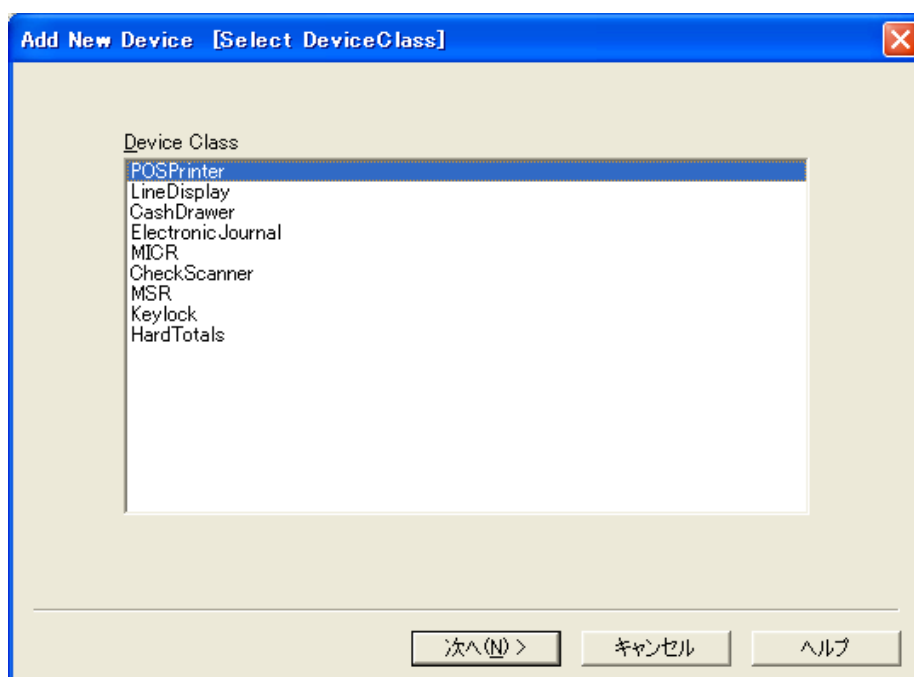 Add New Device [Select DeviceClass]
Device Class
POSPrinter
LineDisplay
CashDrawer
ElectronicJournal
MICR
CheckScanner
MSR
Keylock
HardTotals
次へ(N) > キャンセル ヘルプ